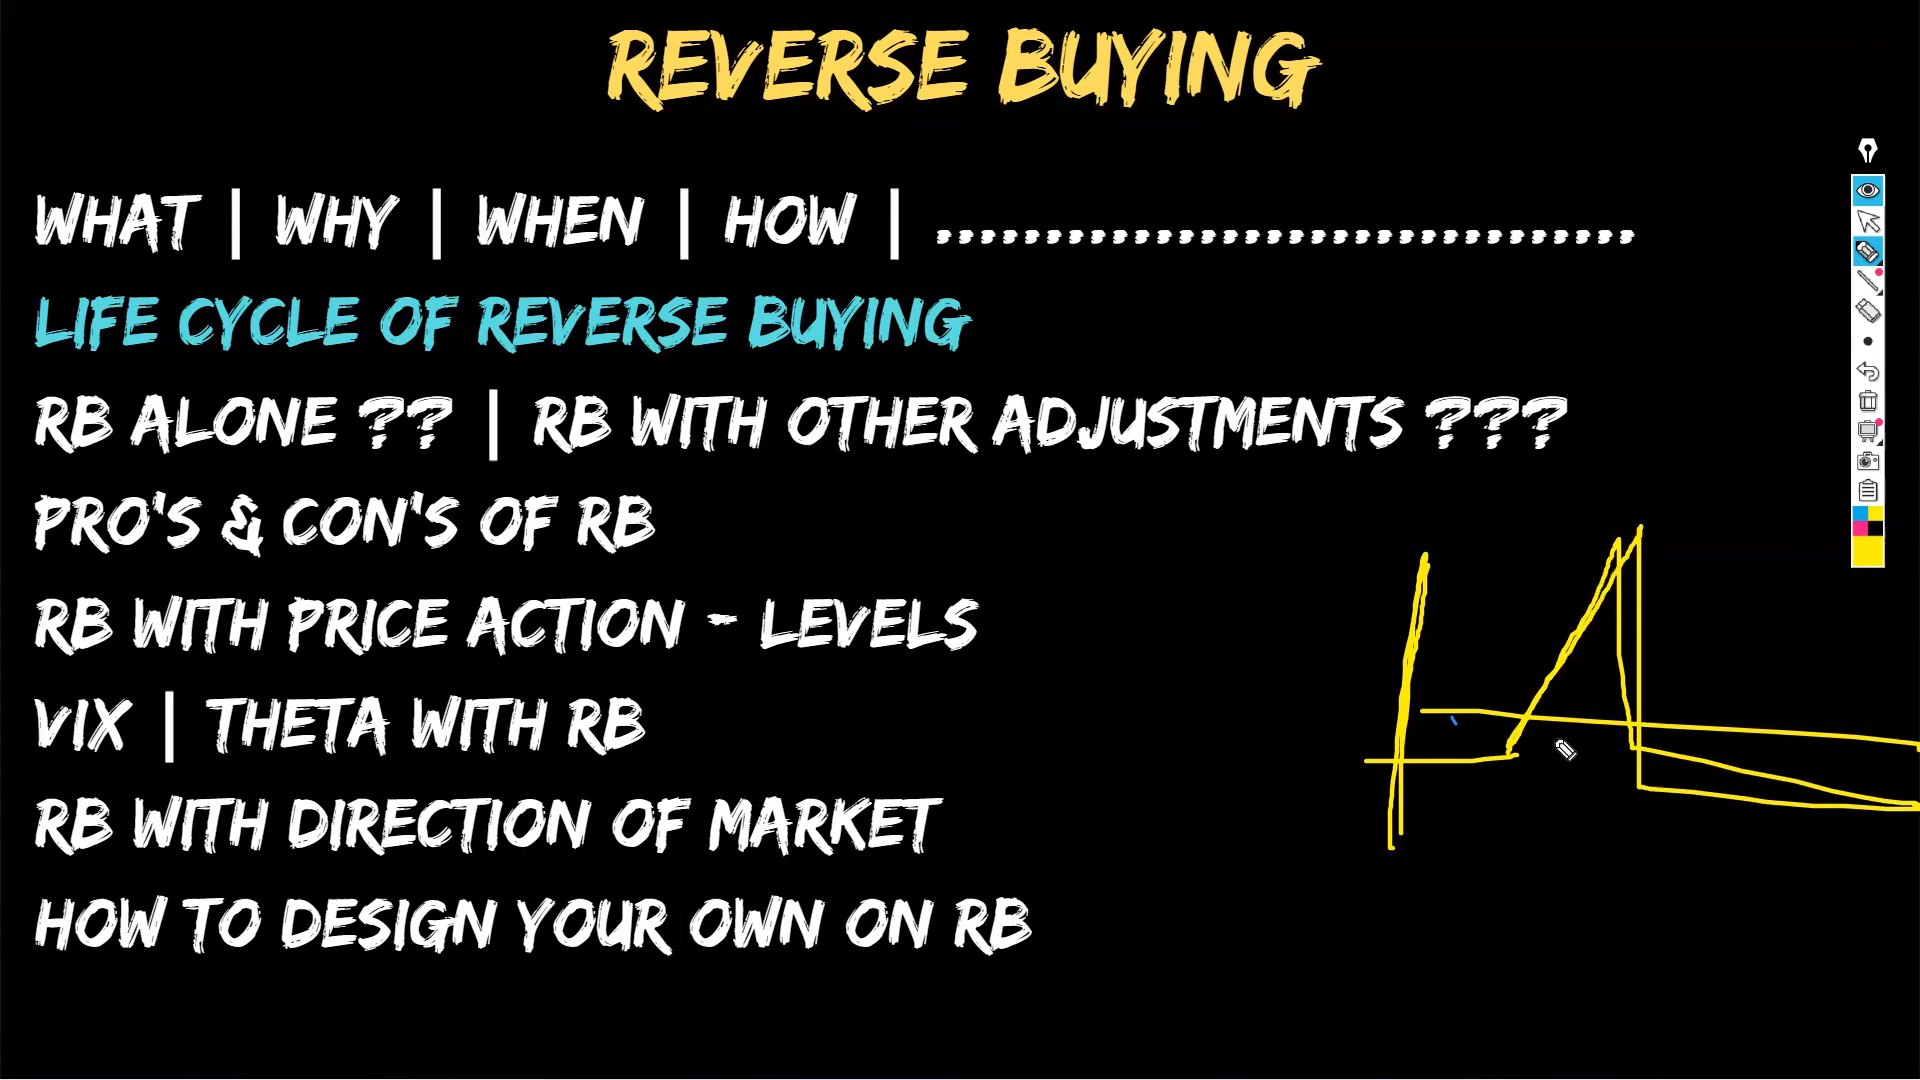 REVERSE BUYING
WHAT | WHY | WHEN | HOW | ................................
LIFE CYCLE OF REVERSE BUYING
RB ALONE ?? | RB WITH OTHER ADJUSTMENTS ???
PRO'S & CON'S OF RB
RB WITH PRICE ACTION - LEVELS
VIX | THETA WITH RB
RB WITH DIRECTION OF MARKET
HOW TO DESIGN YOUR OWN ON RB